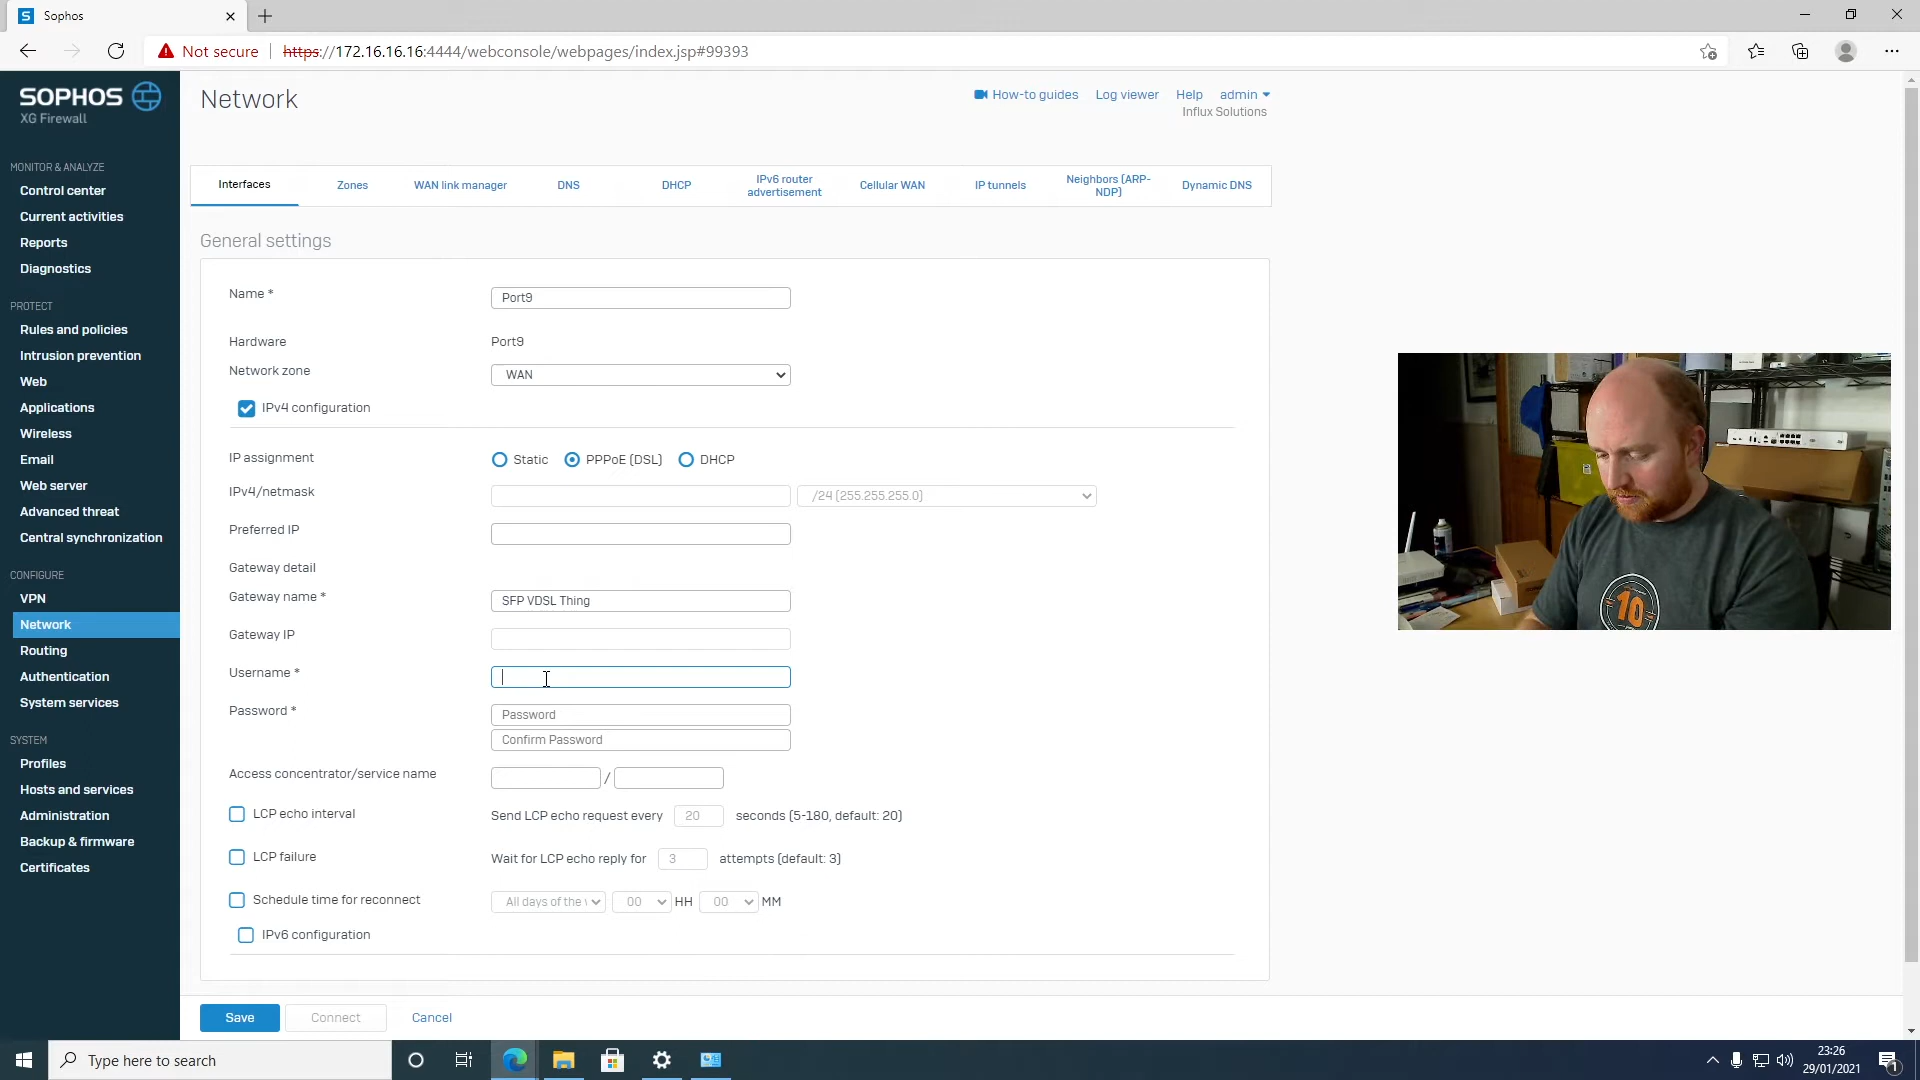 Sophos
Not secure
https://172.16.16.16:4444/webconsole/webpages/index.jsp#99393
SOPHOS
XG Firewall
Network
How-to guides
Log viewer
Help
admin
Influx Solutions
MONITOR & ANALYZE
Control center
Current activities
Reports
Diagnostics
PROTECT
Rules and policies
Intrusion prevention
Web
Applications
Wireless
Email
Web server
Advanced threat
Central synchronization
CONFIGURE
VPN
Network
Routing
Authentication
System services
SYSTEM
Profiles
Hosts and services
Administration
Backup & firmware
Certificates
Interfaces
Zones
WAN link manager
DNS
DHCP
IPv6 router
advertisement
Cellular WAN
IP tunnels
Neighbors (ARP-
NDP)
Dynamic DNS
General settings
Name *
Port9
Hardware
Port9
Network zone
WAN
IPv4 configuration
IP assignment
Static
PPPoE (DSL)
DHCP
IPv4/netmask
/24 (255.255.255.0)
Preferred IP
Gateway detail
Gateway name *
SFP VDSL Thing
Gateway IP
Username *
Password *
Password
Confirm Password
Access concentrator/service name
/
LCP echo interval
Send LCP echo request every
20
seconds (5-180, default: 20)
LCP failure
Wait for LCP echo reply for
3
attempts (default: 3)
Schedule time for reconnect
All days of the
00
HH
00
MM
IPv6 configuration
Save
Connect
Cancel
10
Type here to search
23:26
29/01/2021
1